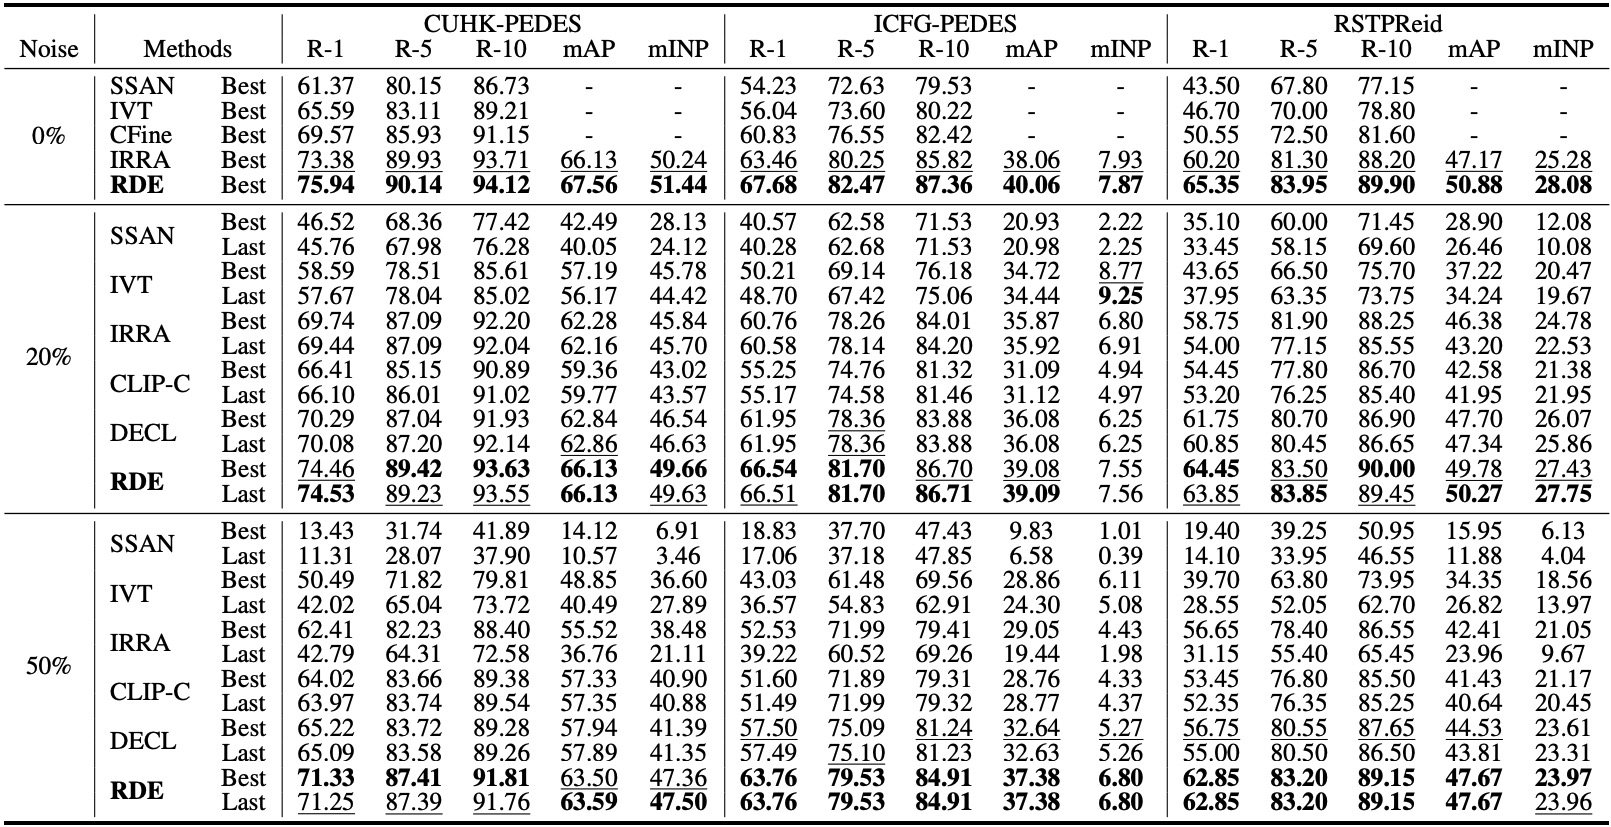 CUHK-PEDES ICFG-PEDES RSTPReid
Noise Methods R-1 R-5 R-10 mAP mINP R-1 R-5 R-10 mAP mINP R-1 R-5 R-10 mAP mINP
SSAN Best 61.37 80.15 86.73 - - 54.23 72.63 79.53 - - 43.50 67.80 77.15 - -
IVT Best 65.59 83.11 89.21 - - 56.04 73.60 80.22 - - 46.70 70.00 78.80 - -
0% CFine Best 69.57 85.93 91.15 - - 60.83 76.55 82.42 - - 50.55 72.50 81.60 - -
IRRA Best 73.38 89.93 93.71 66.13 50.24 63.46 80.25 85.82 38.06 7.93 60.20 81.30 88.20 47.17 25.28
RDE Best 75.94 90.14 94.12 67.56 51.44 67.68 82.47 87.36 40.06 7.87 65.35 83.95 89.90 50.88 28.08
SSAN Best 46.52 68.36 77.42 42.49 28.13 40.57 62.58 71.53 20.93 2.22 35.10 60.00 71.45 28.90 12.08
Last 45.76 67.98 76.28 40.05 24.12 40.28 62.68 71.53 20.98 2.25 33.45 58.15 69.60 26.46 10.08
IVT Best 58.59 78.51 85.61 57.19 45.78 50.21 69.14 76.18 34.72 8.77 43.65 66.50 75.70 37.22 20.47
Last 57.67 78.04 85.02 56.17 44.42 48.70 67.42 75.06 34.44 9.25 37.95 63.35 73.75 34.24 19.67
IRRA Best 69.74 87.09 92.20 62.28 45.84 60.76 78.26 84.01 35.87 6.80 58.75 81.90 88.25 46.38 24.78
Last 69.44 87.09 92.04 62.16 45.70 60.58 78.14 84.20 35.92 6.91 54.00 77.15 85.55 43.20 22.53
20% CLIP-C Best 66.41 85.15 90.89 59.36 43.02 55.25 74.76 81.32 31.09 4.94 54.45 77.80 86.70 42.58 21.38
Last 66.10 86.01 91.02 59.77 43.57 55.17 74.58 81.46 31.12 4.97 53.20 76.25 85.40 41.95 21.95
DECL Best 70.29 87.04 91.93 62.84 46.54 61.95 78.36 83.88 36.08 6.25 61.75 80.70 86.90 47.70 26.07
Last 70.08 87.20 92.14 62.86 46.63 61.95 78.36 83.88 36.08 6.25 60.85 80.45 86.65 47.34 25.86
RDE Best 74.46 89.42 93.63 66.13 49.66 66.54 81.70 86.70 39.08 7.55 64.45 83.50 90.00 49.78 27.43
Last 74.53 89.23 93.55 66.13 49.63 66.51 81.70 86.71 39.09 7.56 63.85 83.85 89.45 50.27 27.75
SSAN Best 13.43 31.74 41.89 14.12 6.91 18.83 37.70 47.43 9.83 1.01 19.40 39.25 50.95 15.95 6.13
Last 11.31 28.07 37.90 10.57 3.46 17.06 37.18 47.85 6.58 0.39 14.10 33.95 46.55 11.88 4.04
IVT Best 50.49 71.82 79.81 48.85 36.60 43.03 61.48 69.56 28.86 6.11 39.70 63.80 73.95 34.35 18.56
Last 42.02 65.04 73.72 40.49 27.89 36.57 54.83 62.91 24.30 5.08 28.55 52.05 62.70 26.82 13.97
IRRA Best 62.41 82.23 88.40 55.52 38.48 52.53 71.99 79.41 29.05 4.43 56.65 78.40 86.55 42.41 21.05
Last 42.79 64.31 72.58 36.76 21.11 39.22 60.52 69.26 19.44 1.98 31.15 55.40 65.45 23.96 9.67
50% CLIP-C Best 64.02 83.66 89.38 57.33 40.90 51.60 71.89 79.31 28.76 4.33 53.45 76.80 85.50 41.43 21.17
Last 63.97 83.74 89.54 57.35 40.88 51.49 71.99 79.32 28.77 4.37 52.35 76.35 85.25 40.64 20.45
DECL Best 65.22 83.72 89.28 57.94 41.39 57.50 75.09 81.24 32.64 5.27 56.75 80.55 87.65 44.53 23.61
Last 65.09 83.58 89.26 57.89 41.35 57.49 75.10 81.23 32.63 5.26 55.00 80.50 86.50 43.81 23.31
RDE Best 71.33 87.41 91.81 63.50 47.36 63.76 79.53 84.91 37.38 6.80 62.85 83.20 89.15 47.67 23.97
Last 71.25 87.39 91.76 63.59 47.50 63.76 79.53 84.91 37.38 6.80 62.85 83.20 89.15 47.67 23.96